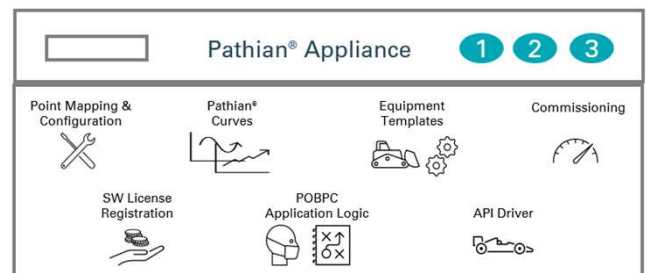 Pathian® Appliance 1 2 3
Point Mapping &
Configuration
Pathian®
Curves
Equipment
Templates
Commissioning
SW License
Registration
POBPC
Application Logic
API Driver